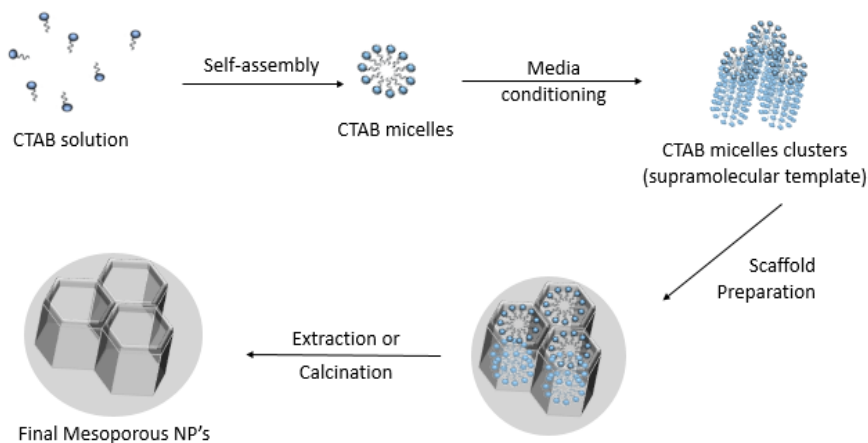 CTAB solution
Self-assembly
CTAB micelles
Media
conditioning
CTAB micelles clusters
(supramolecular template)
Scaffold
Preparation
Extraction or
Calcination
Final Mesoporous NP's